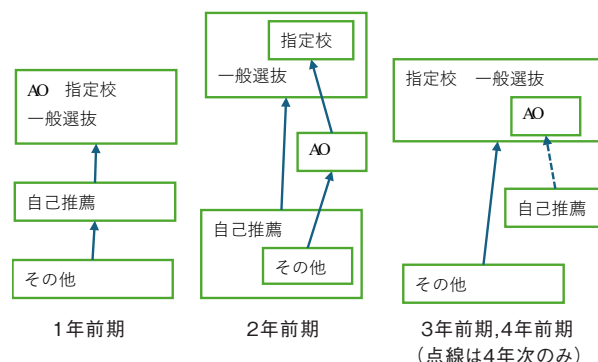 AO 指定校
一般選抜
自己推薦
その他
1年前期
指定校
一般選抜
AO
自己推薦
その他
2年前期
指定校 一般選抜
AO
自己推薦
その他
3年前期,4年前期
(点線は4年次のみ)